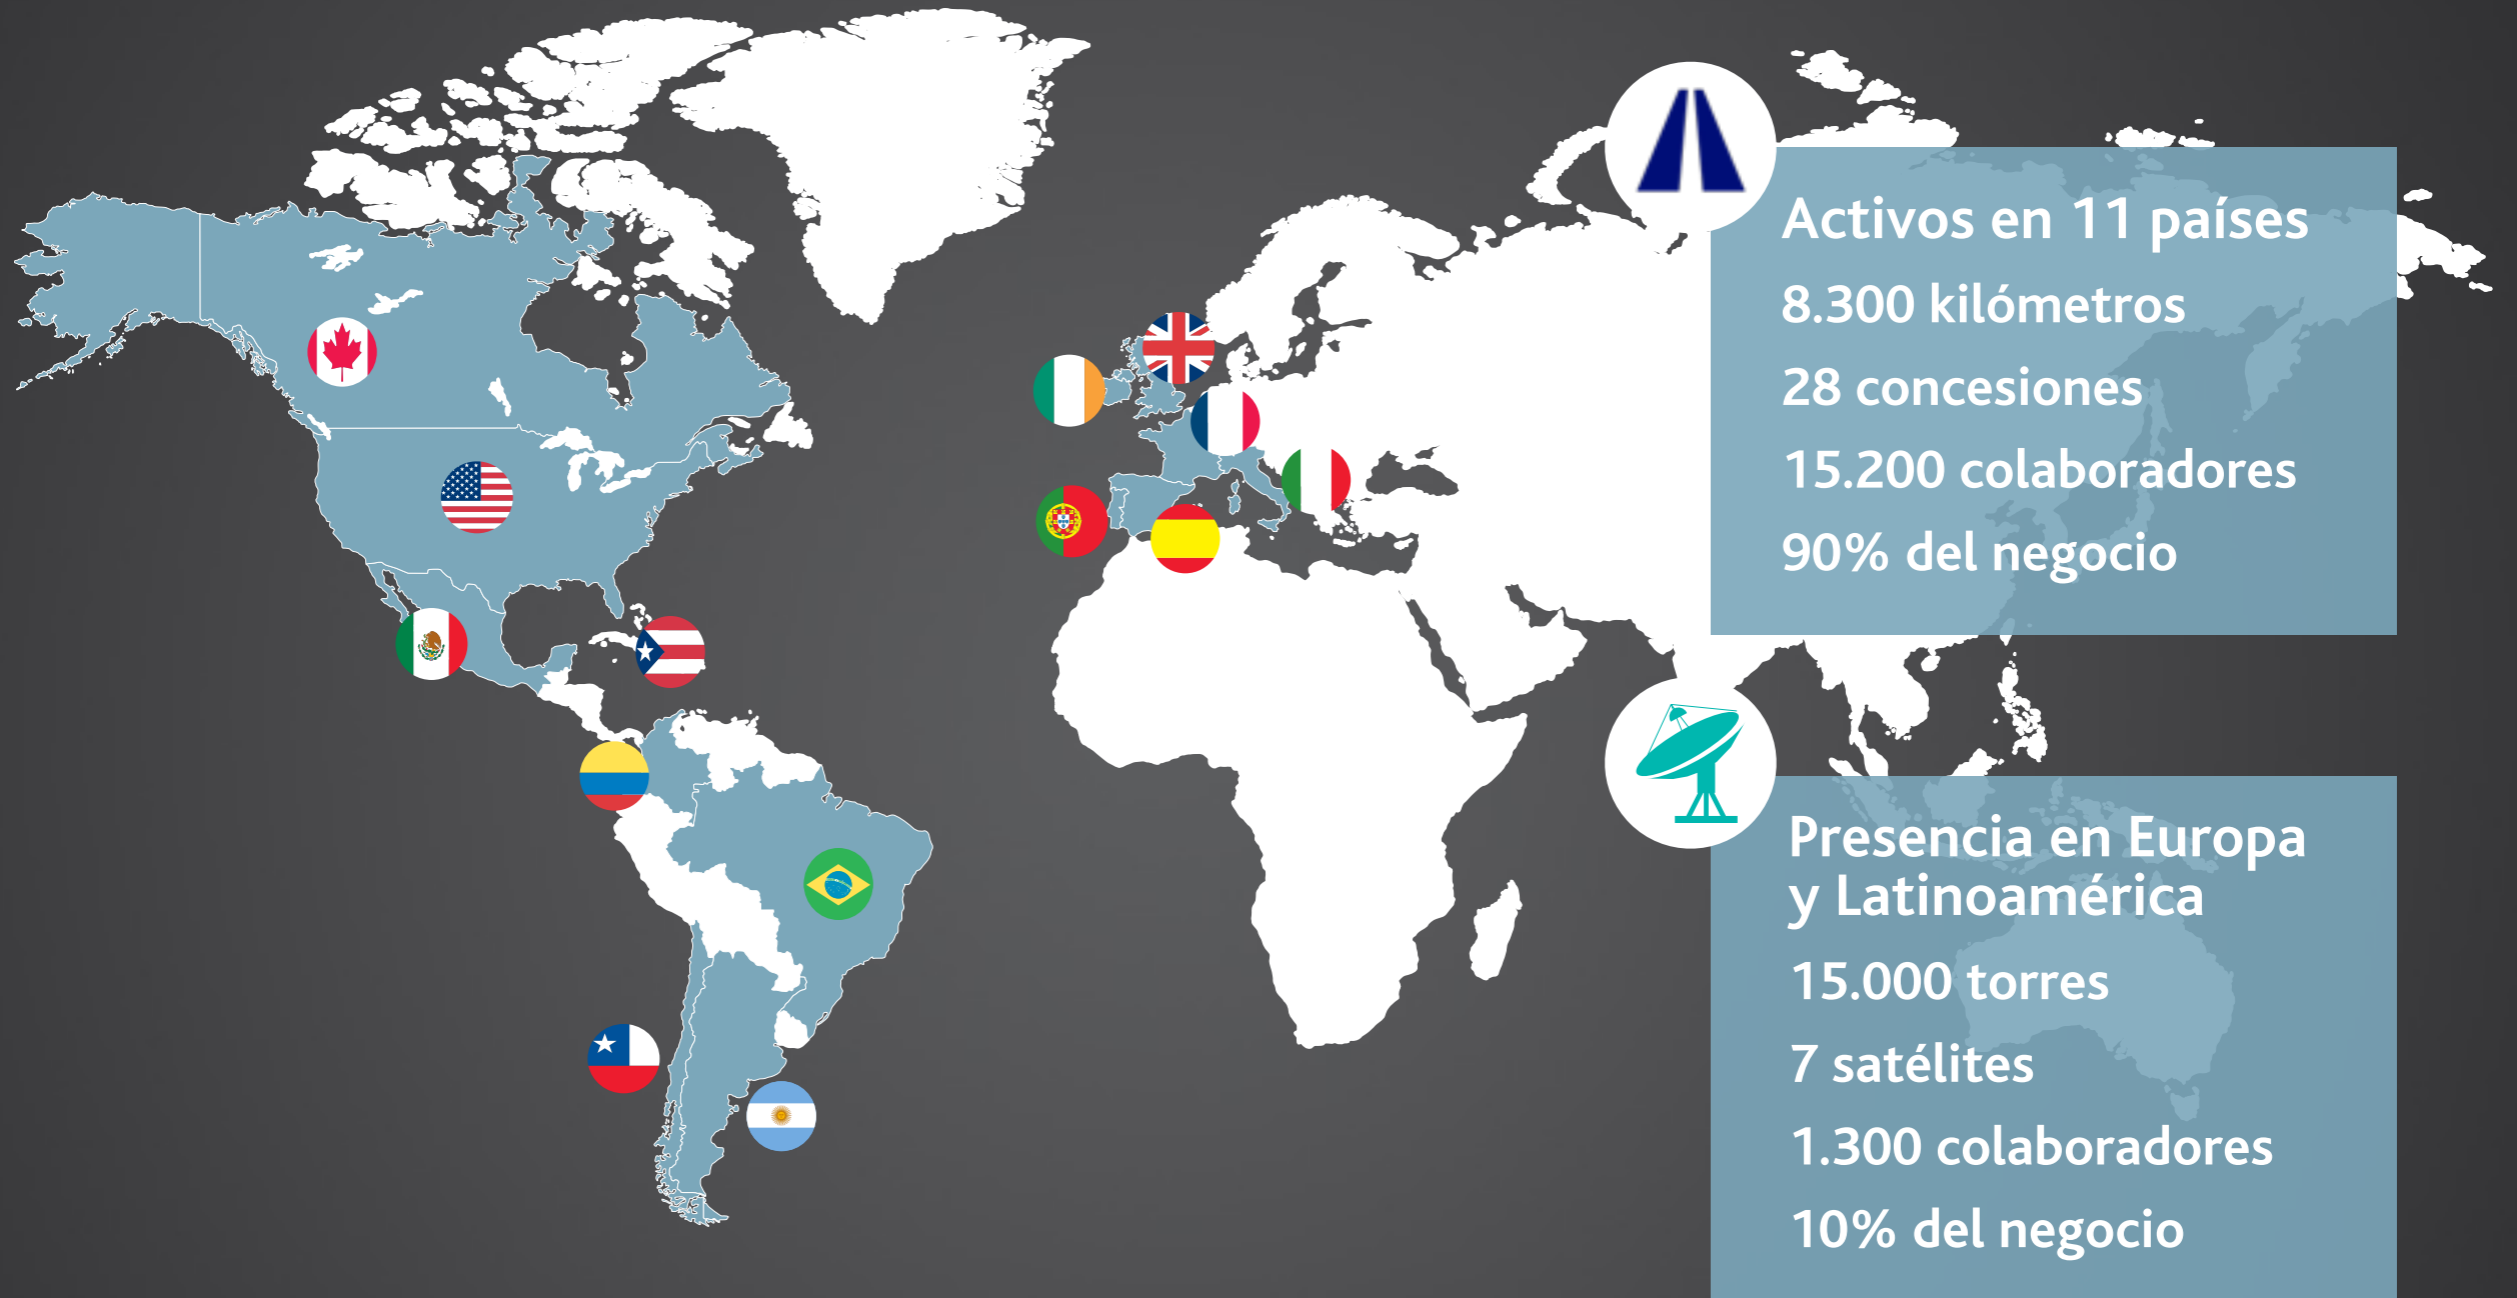 Activos en 11 países
8.300 kilómetros
28 concesiones
15.200 colaboradores
90% del negocio
Presencia en Europa
y Latinoamérica
15.000 torres
7 satélites
1.300 colaboradores
10% del negocio